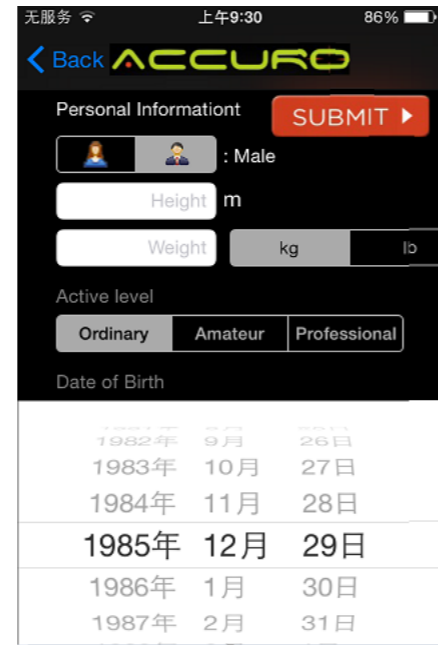 无服务 上午9:30 86%
Back ACCURO
Personal Informationt SUBMIT
: Male
Height m
Weight kg lb
Active level
Ordinary Amateur Professional
Date of Birth
1982年 9月 26日
1983年 10月 27日
1984年 11月 28日
1985年 12月 29日
1986年 1月 30日
1987年 2月 31日